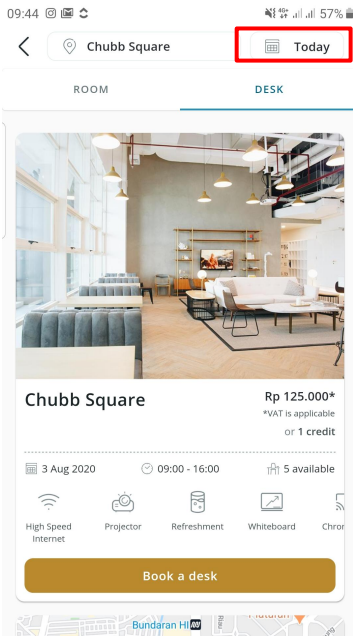 09:44 4G+ 57%
Chubb Square Today
ROOM DESK
Chubb Square Rp 125.000*
*VAT is applicable
or 1 credit
3 Aug 2020 09:00 - 16:00 5 available
High Speed Internet Projector Refreshment Whiteboard Chror
Book a desk
Bundaran HI